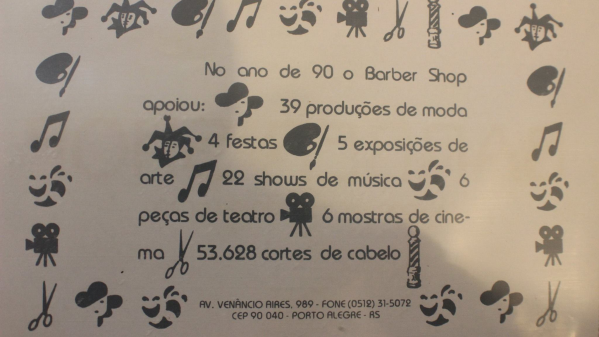 No ano de 90 o Barber Shop
apoiou: 39 produções de moda
4 festas 5 exposições de
arte 22 shows de música 6
peças de teatro 6 mostras de cine-
ma 53.628 cortes de cabelo
AV. VENÂNCIO AIRES, 989 - FONE (0512) 31-5072
CEP 90 040 - PORTO ALEGRE - RS